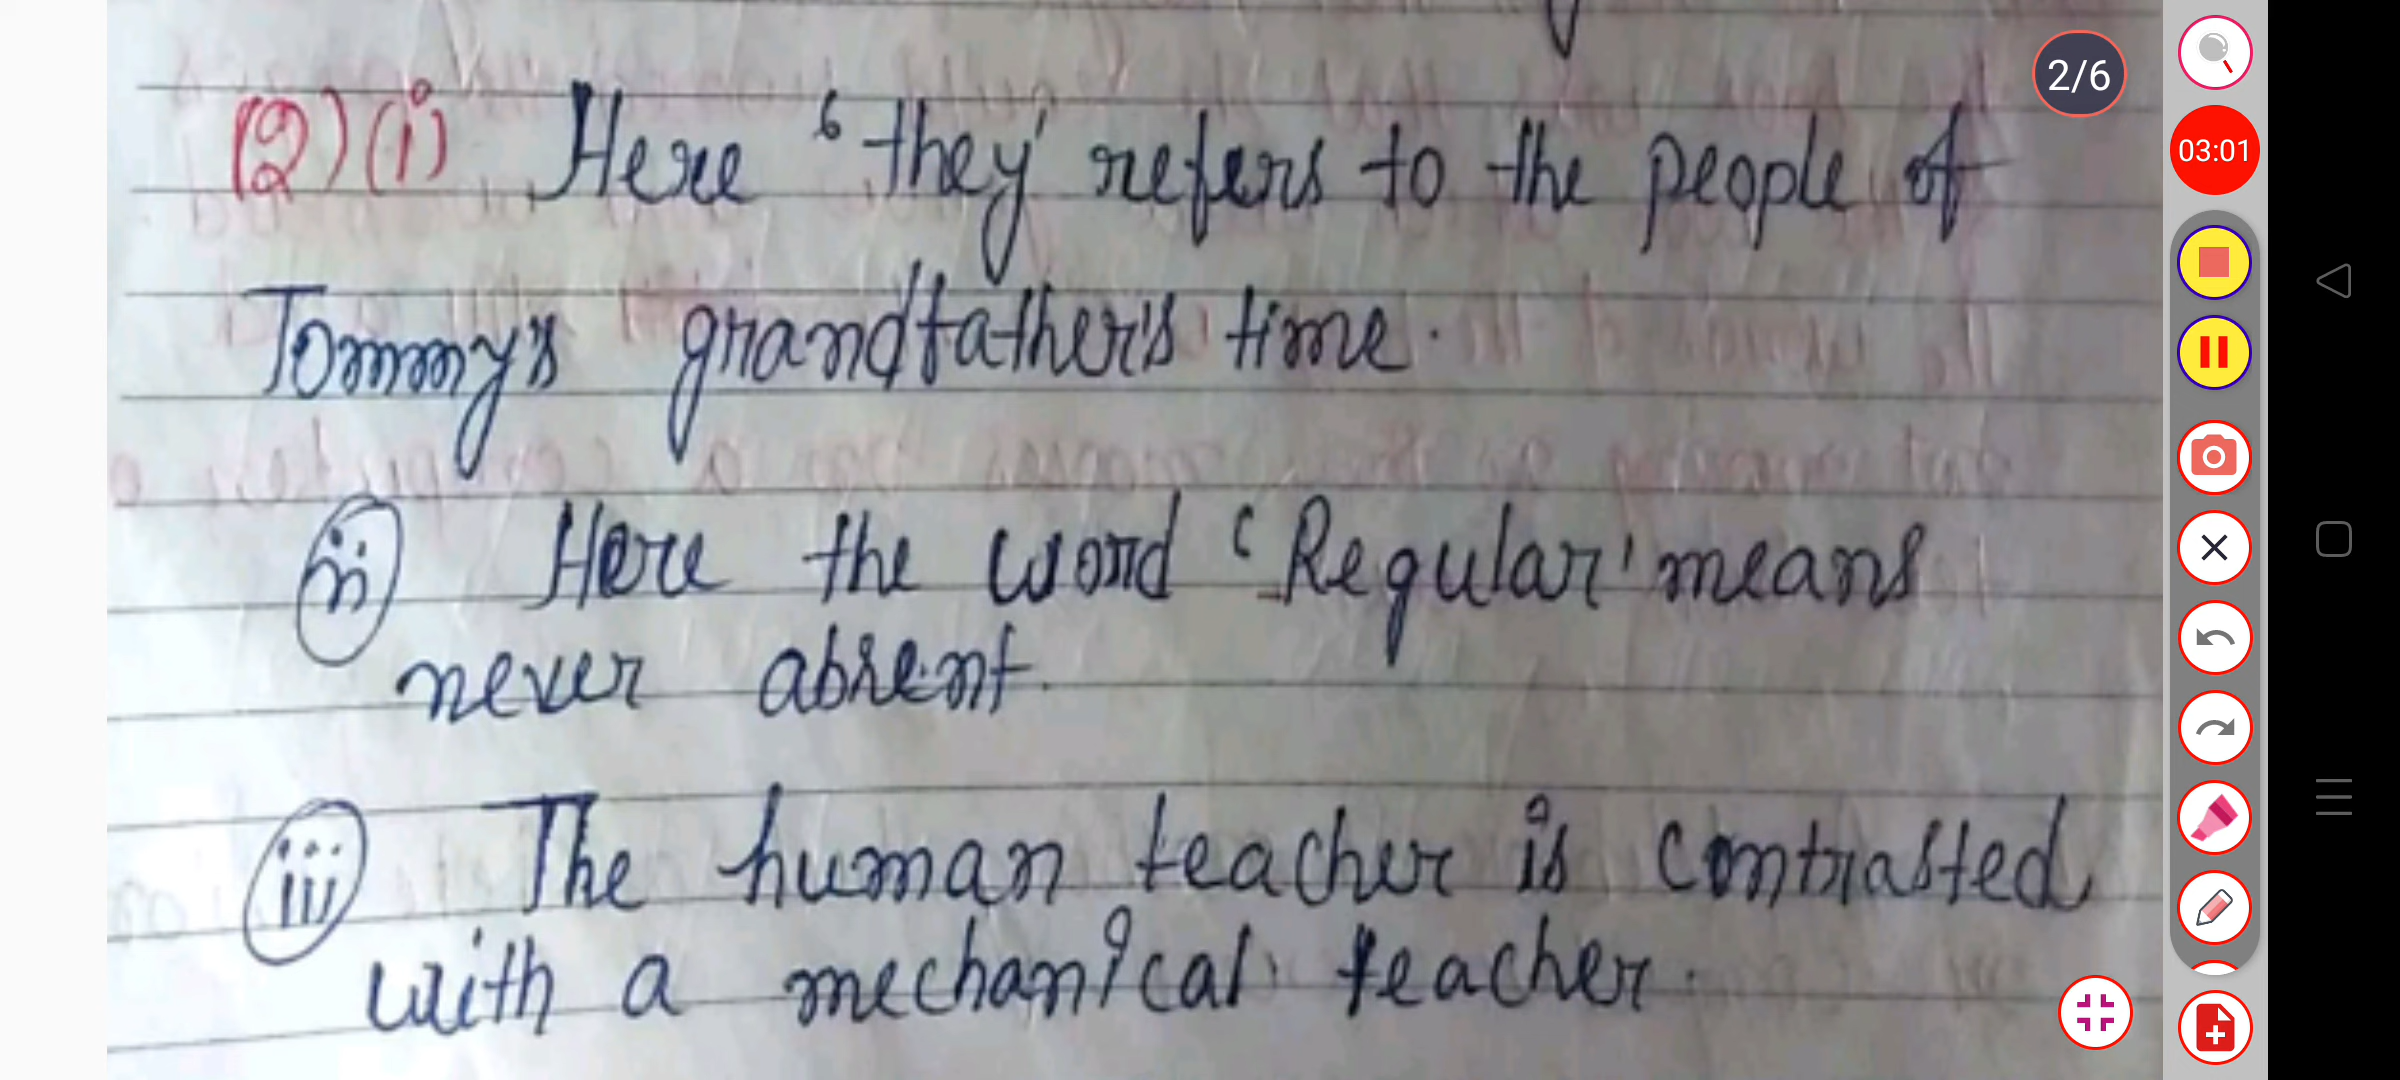 (2) (i) Here 'they' refers to the people of
2/6
03:01
Tommy's grandfather's time.
ii Here the word 'Regular' means
never absent.
iii The human teacher is contrasted
with a mechanical teacher.